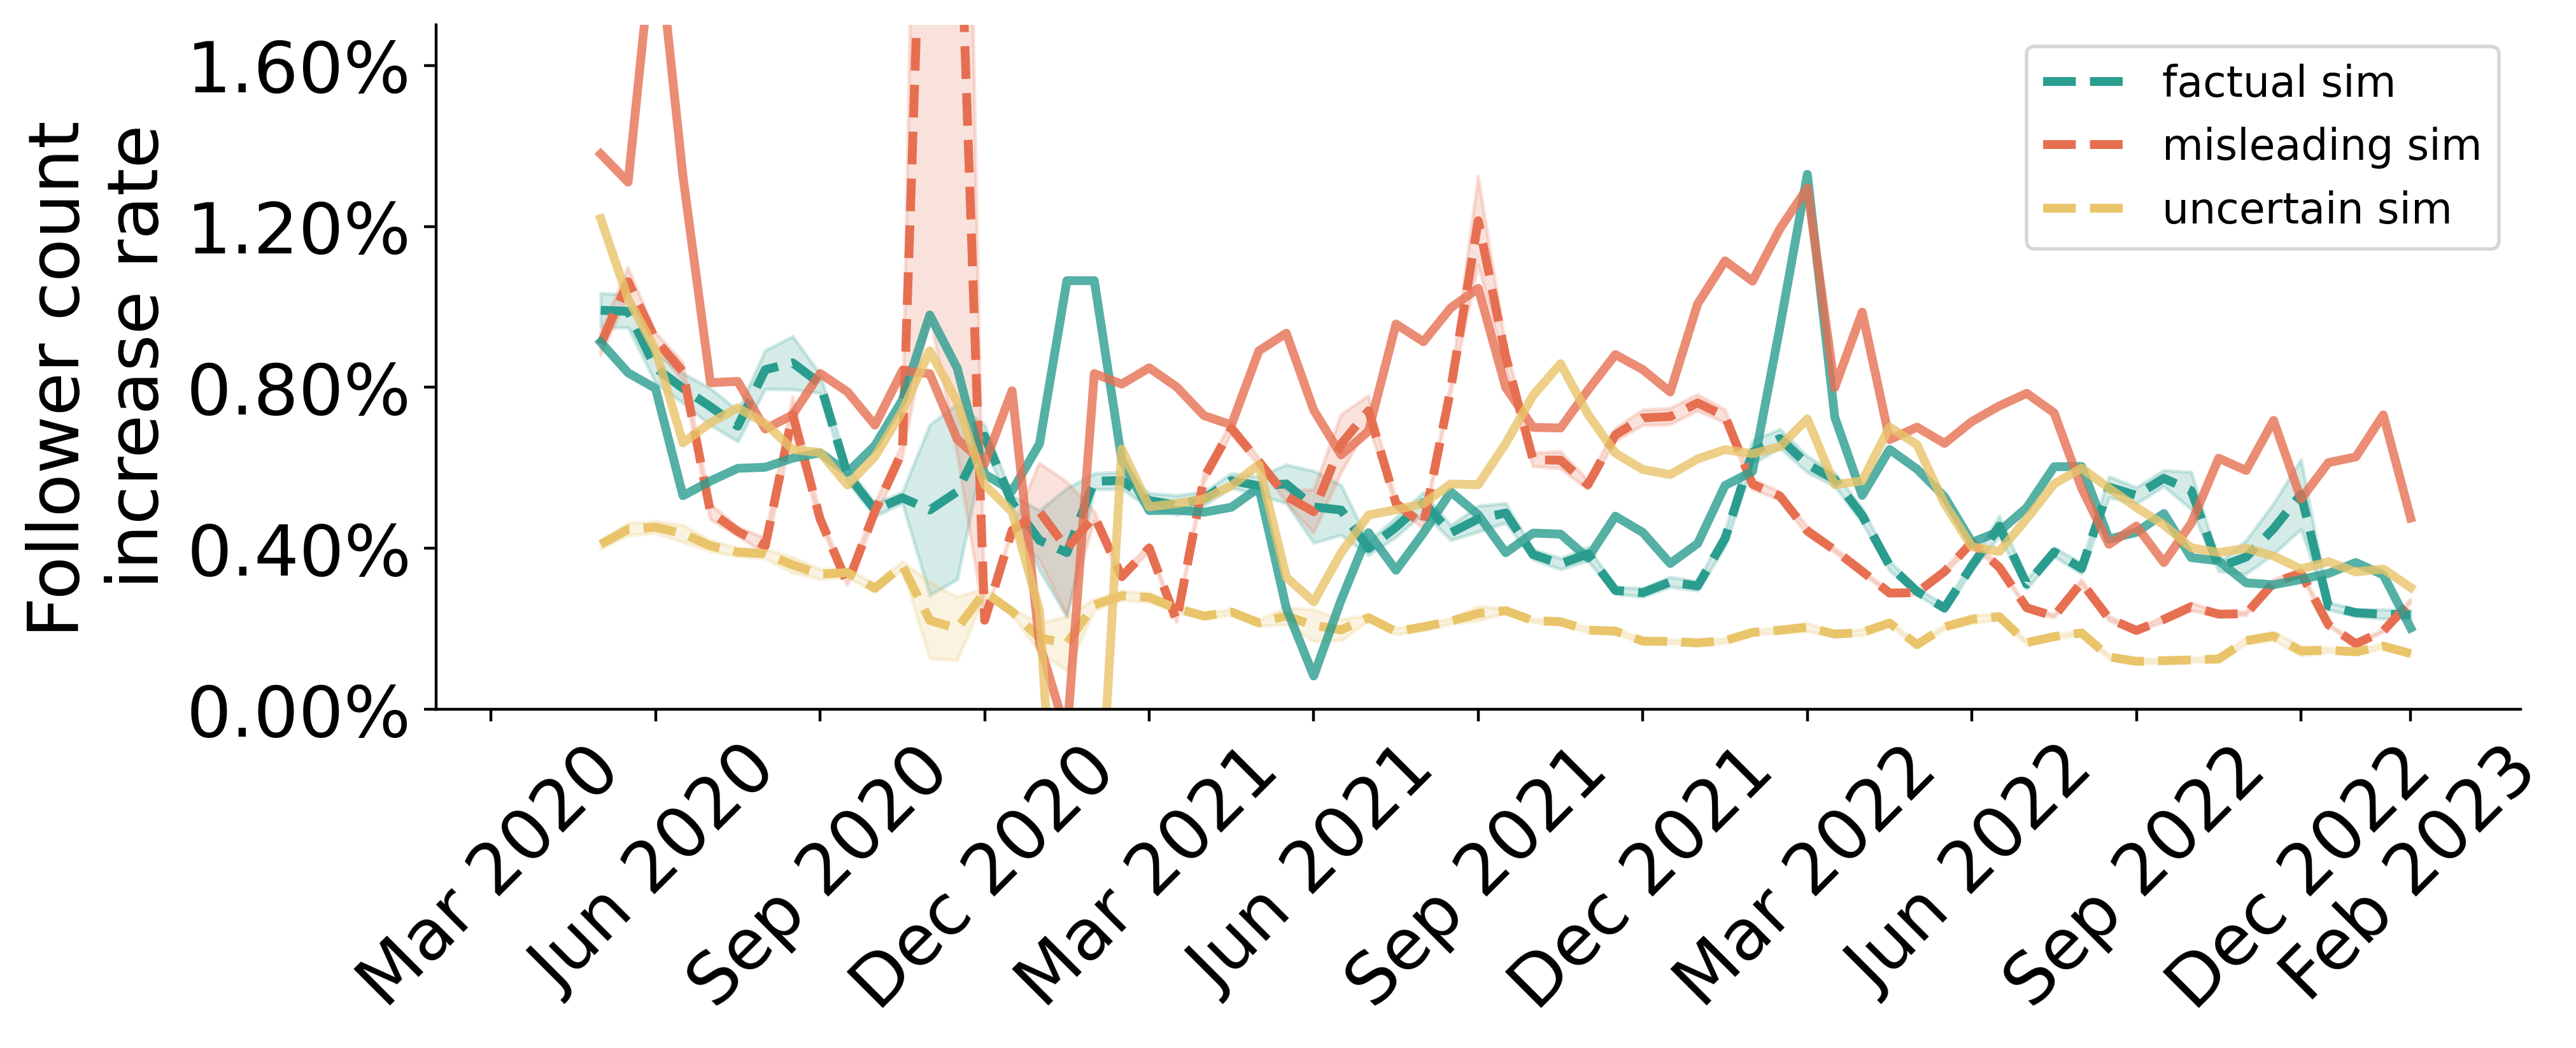 Follower count
increase rate
1.60%
1.20%
0.80%
0.40%
0.00%
factual sim
misleading sim
uncertain sim
Mar 2020
Jun 2020
Sep 2020
Dec 2020
Mar 2021
Jun 2021
Sep 2021
Dec 2021
Mar 2022
Jun 2022
Sep 2022
Dec 2022
Feb 2023